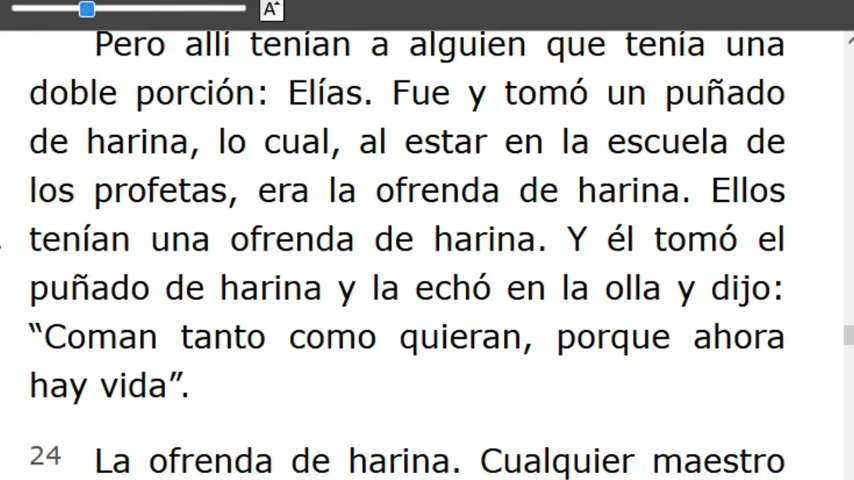 A
Pero allí tenían a alguien que tenía una
doble porción: Elías. Fue y tomó un puñado
de harina, lo cual, al estar en la escuela de
los profetas, era la ofrenda de harina. Ellos
tenían una ofrenda de harina. Y él tomó el
puñado de harina y la echó en la olla y dijo:
“Coman tanto como quieran, porque ahora
hay vida”.
24 La ofrenda de harina. Cualquier maestro